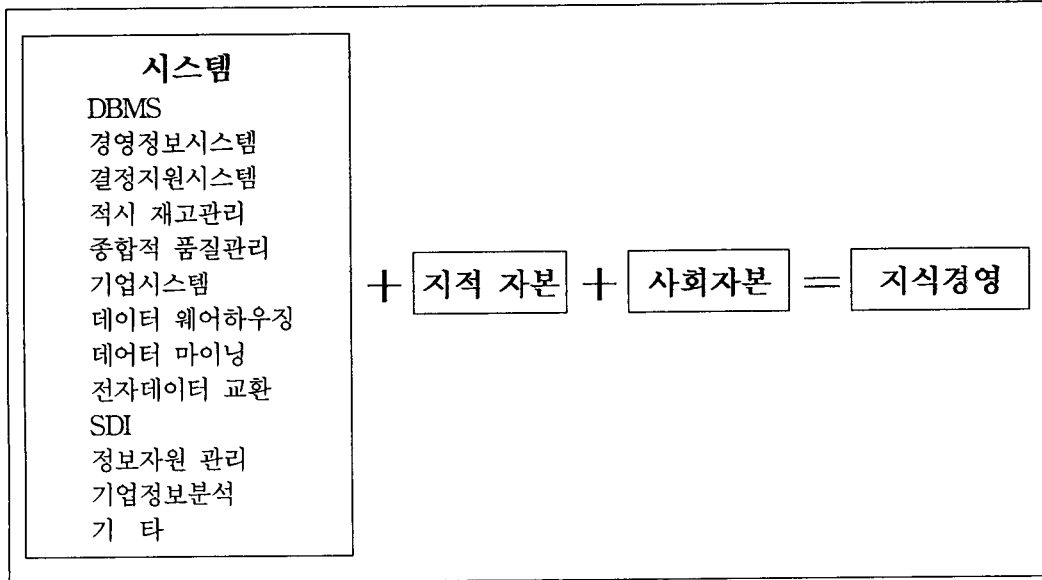 시스템
DBMS
경영정보시스템
결정지원시스템
적시 재고관리
종합적 품질관리
기업시스템
데이터 웨어하우징
데어터 마이닝
전자데이터 교환
SDI
정보자원 관리
기업정보분석
기 타
+ 지적 자본 + 사회자본 = 지식경영